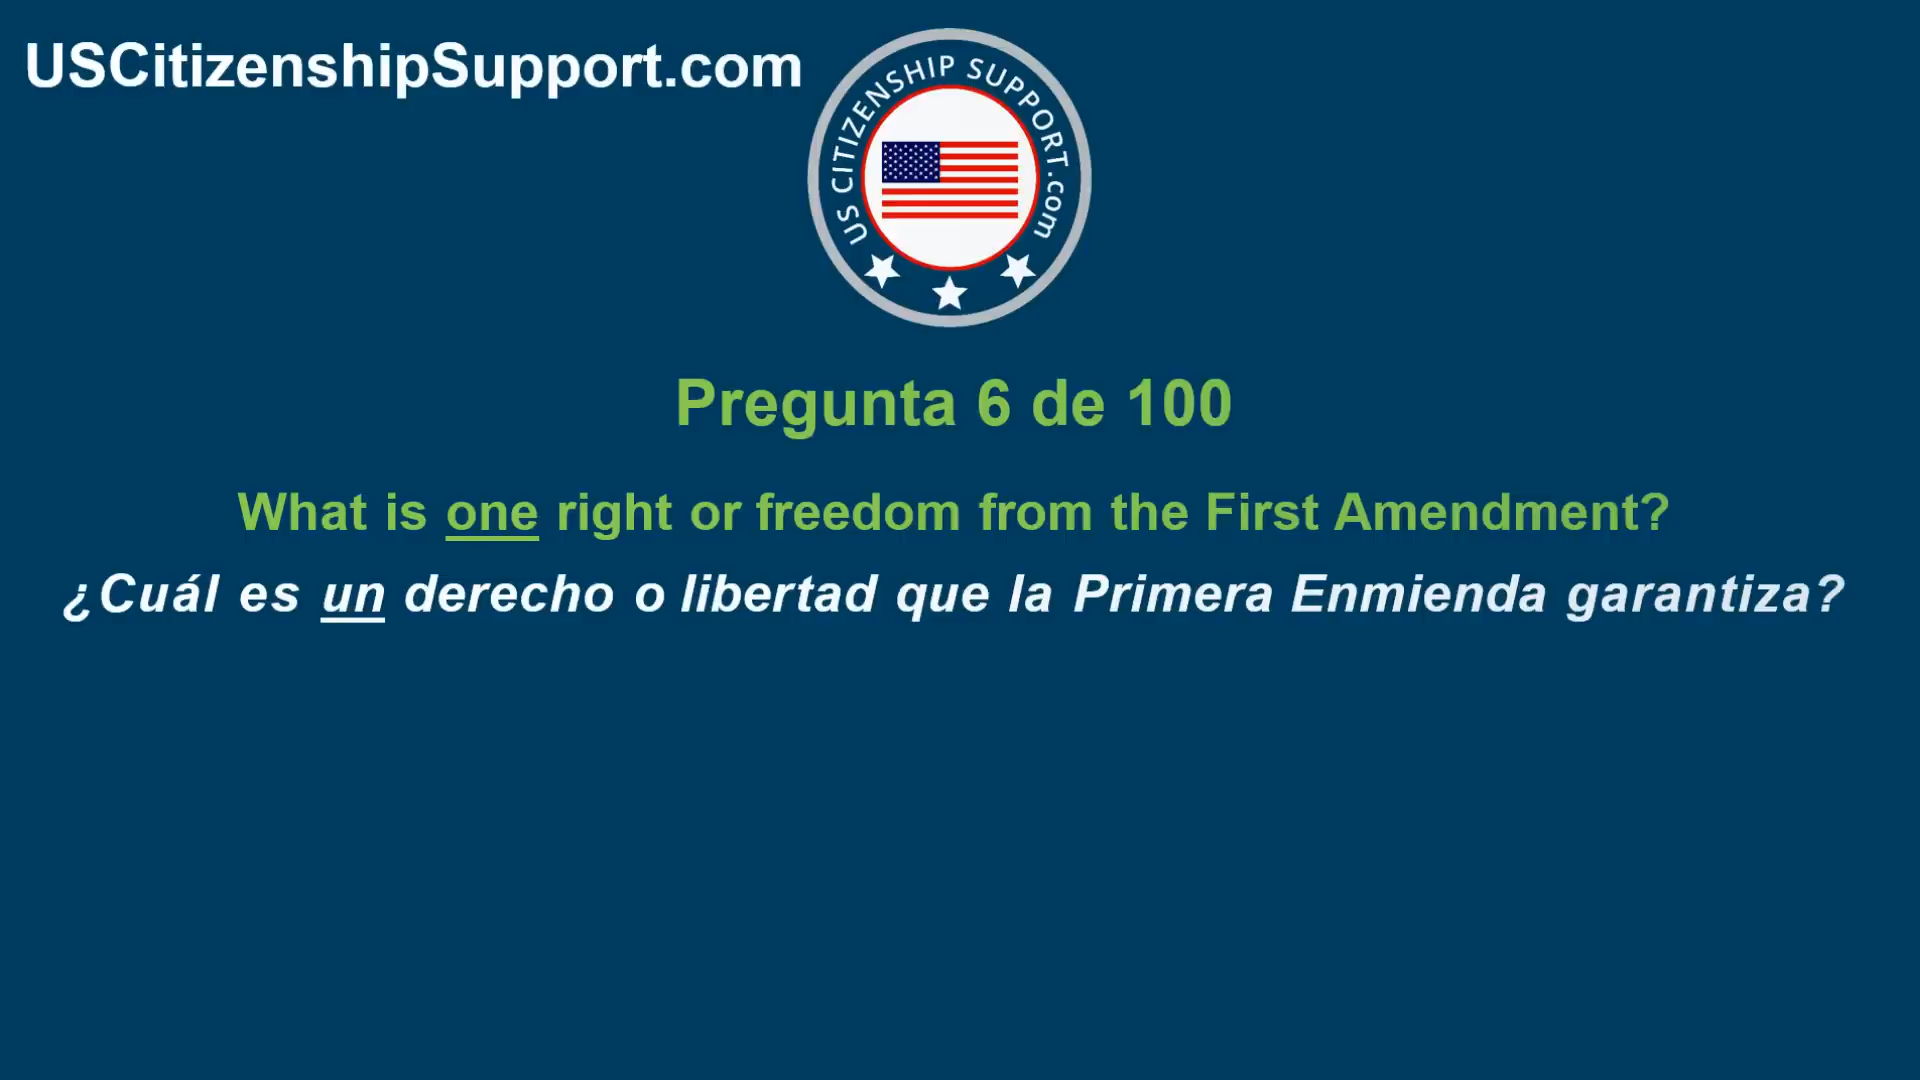 USCitizenshipSupport.com
US CITIZENSHIP SUPPORT.com
Pregunta 6 de 100
What is one right or freedom from the First Amendment?
¿Cuál es un derecho o libertad que la Primera Enmienda garantiza?